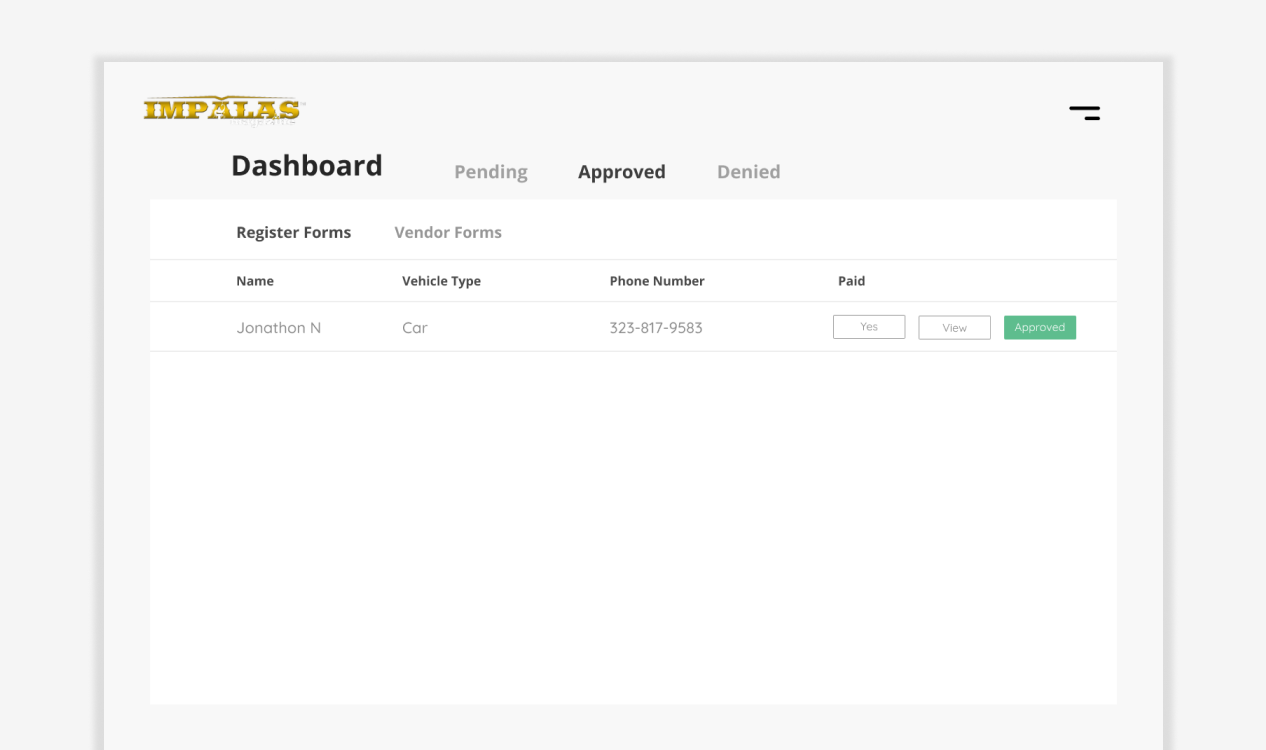 IMPALAS
Dashboard Pending Approved Denied
Register Forms Vendor Forms
Name Vehicle Type Phone Number Paid
Jonathon N Car 323-817-9583 Yes View Approved